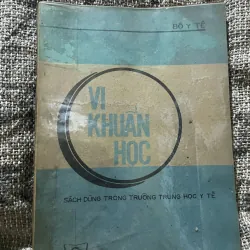 BỘ Y TẾ
VI
KHUẨN
HỌC
SÁCH DÙNG TRONG TRƯỜNG TRUNG HỌC Y TẾ